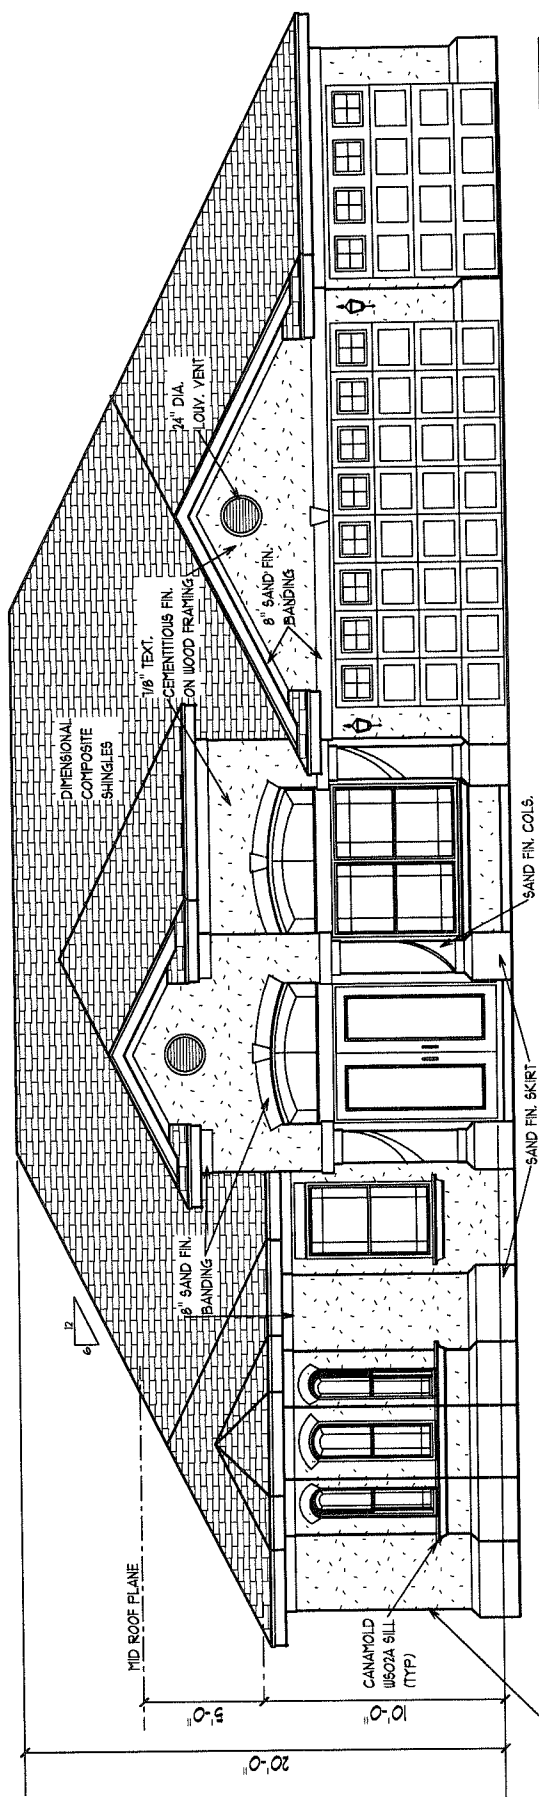 MID ROOF PLANE
12
6
5'-0"
10'-0"
20'-0"
CANAMOLD
WS02A SILL
(TYP.)
8" SAND FIN.
BANDING
DIMENSIONAL
COMPOSITE
SHINGLES
7/8" TEXT.
CEMENTITIOUS FIN.
ON WOOD FRAMING
24" DIA.
LOUV. VENT
8" SAND FIN.
BANDING
SAND FIN. SKIRT
SAND FIN. COLS.